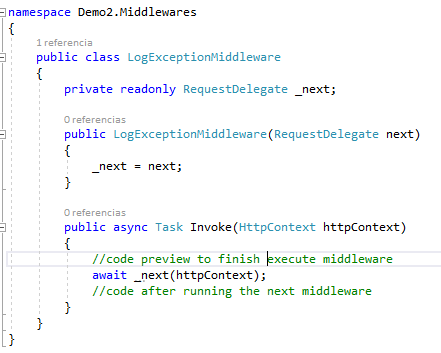 namespace Demo2.Middlewares
{
1 referencia
public class LogExceptionMiddleware
{
private readonly RequestDelegate _next;
0 referencias
public LogExceptionMiddleware(RequestDelegate next)
{
_next = next;
}
0 referencias
public async Task Invoke(HttpContext httpContext)
{
//code preview to finish execute middleware
await _next(httpContext);
//code after running the next middleware
}
}
}